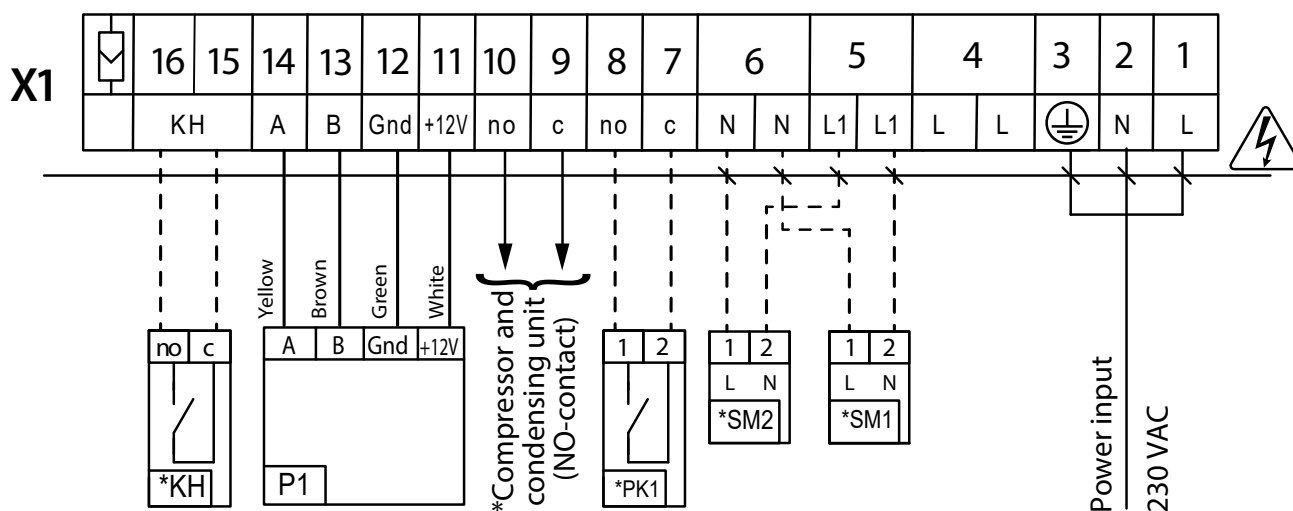 X1
16 15 14 13 12 11 10 9 8 7 6 5 4 3 2 1
KH A B Gnd +12V no c no c N N L1 L1 L L N L
Yellow
Brown
Green
White
*Compressor and
condensing unit
(NO-contact)
Power input
230 VAC
no c
*KH
A B Gnd +12V
P1
1 2
*PK1
1 2
L N
*SM2
1 2
L N
*SM1